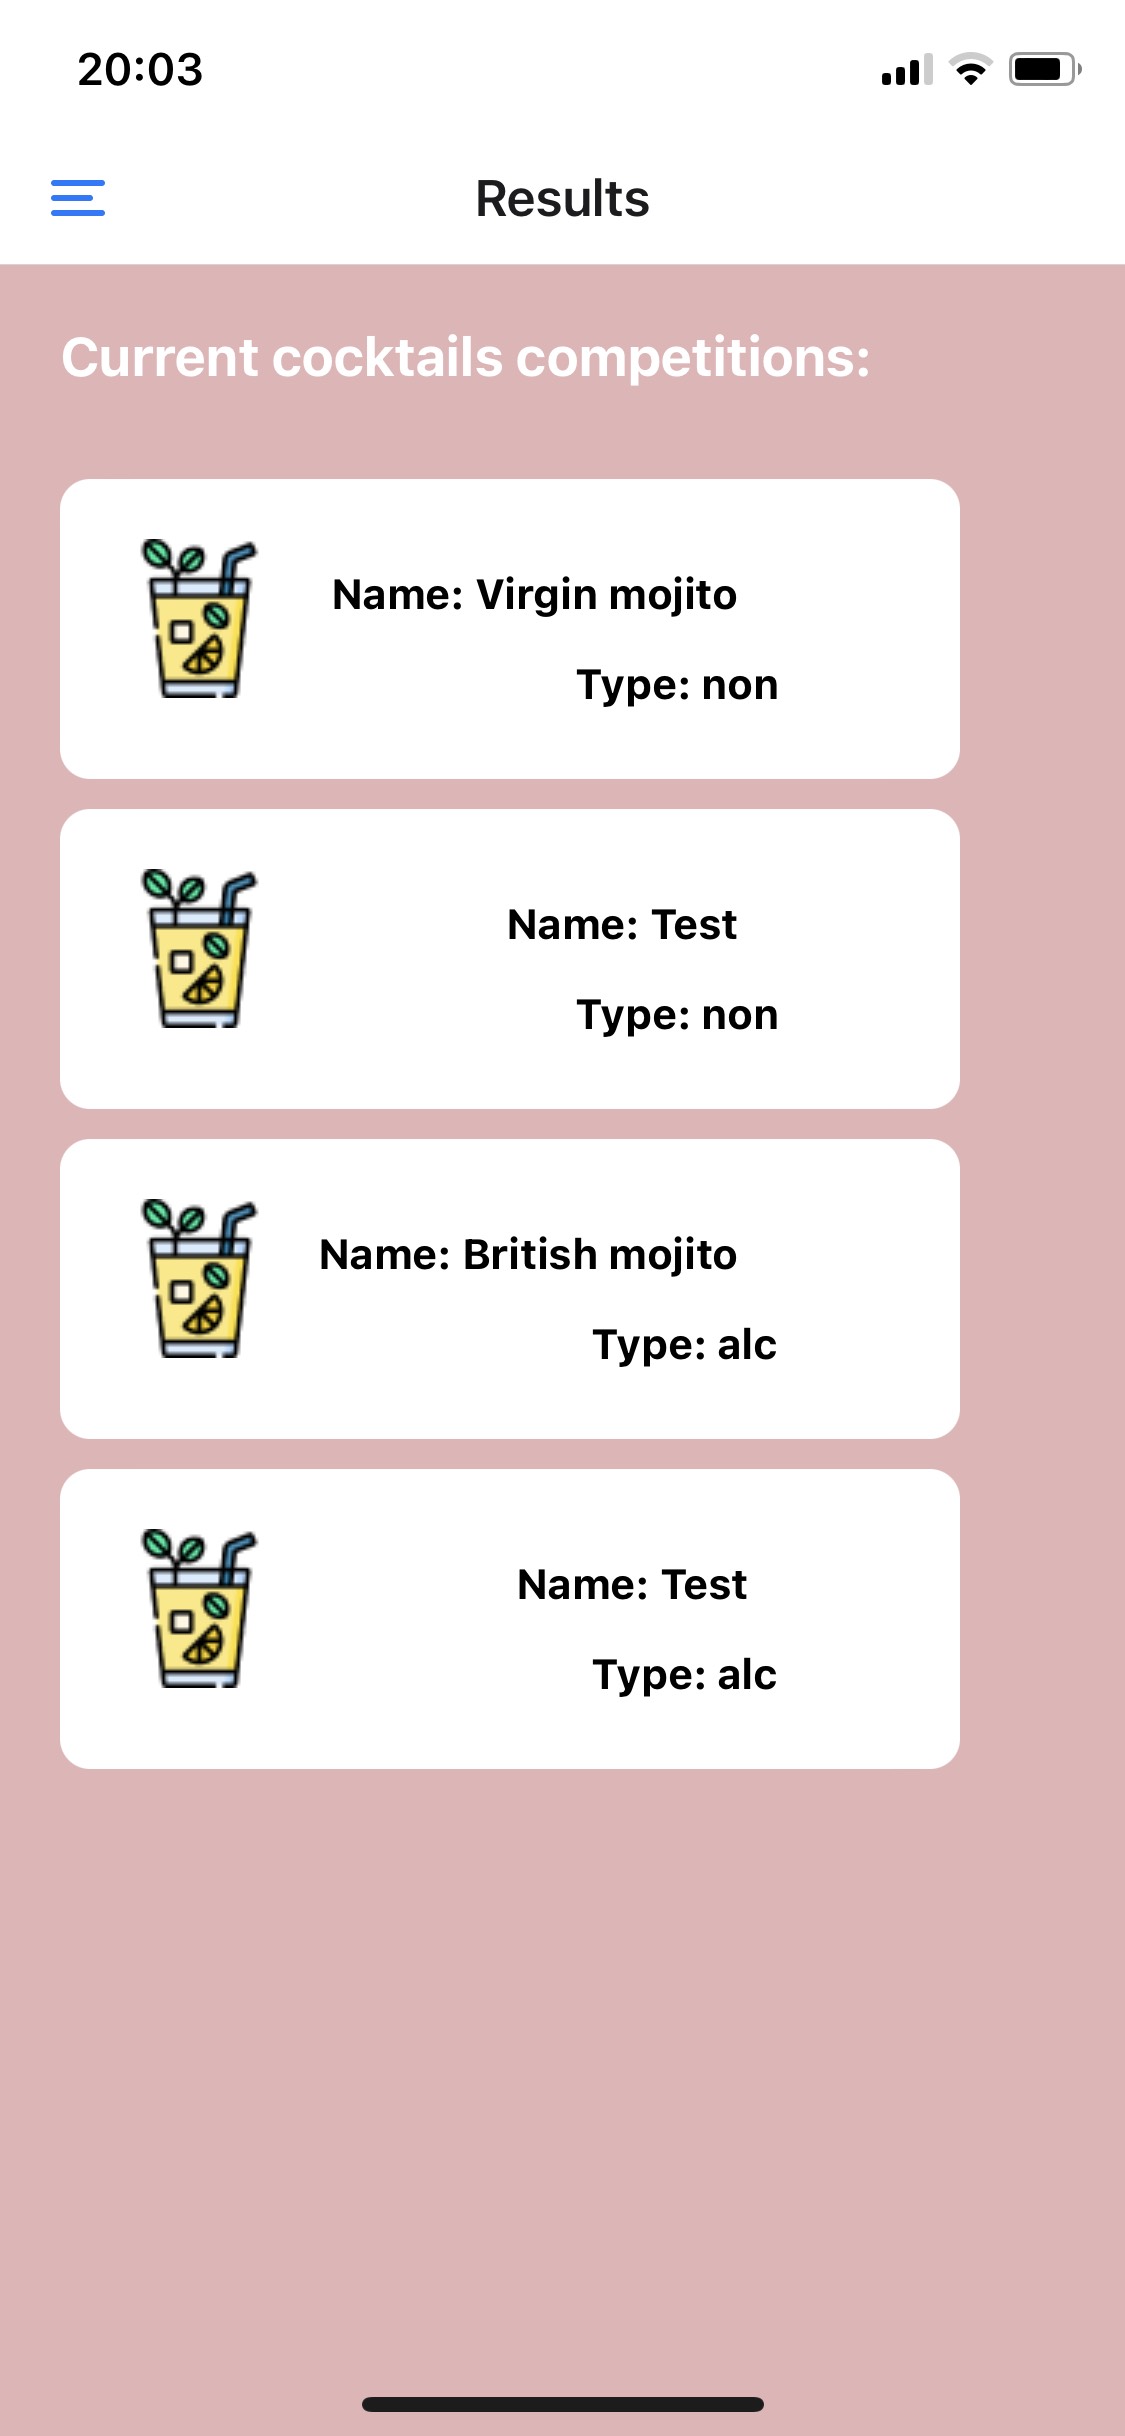 20:03
Results
Current cocktails competitions:
Name: Virgin mojito
Type: non
Name: Test
Type: non
Name: British mojito
Type: alc
Name: Test
Type: alc